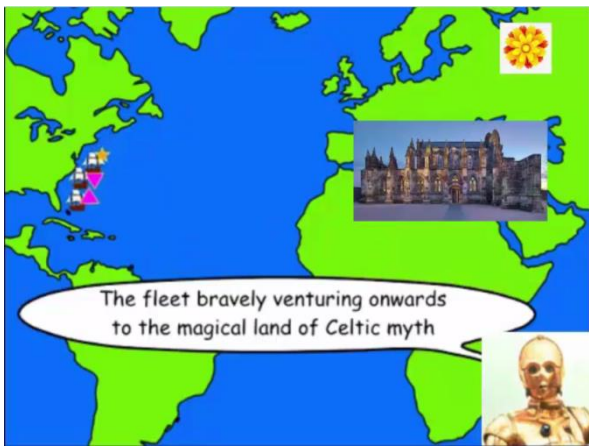 The fleet bravely venturing onwards
to the magical land of Celtic myth